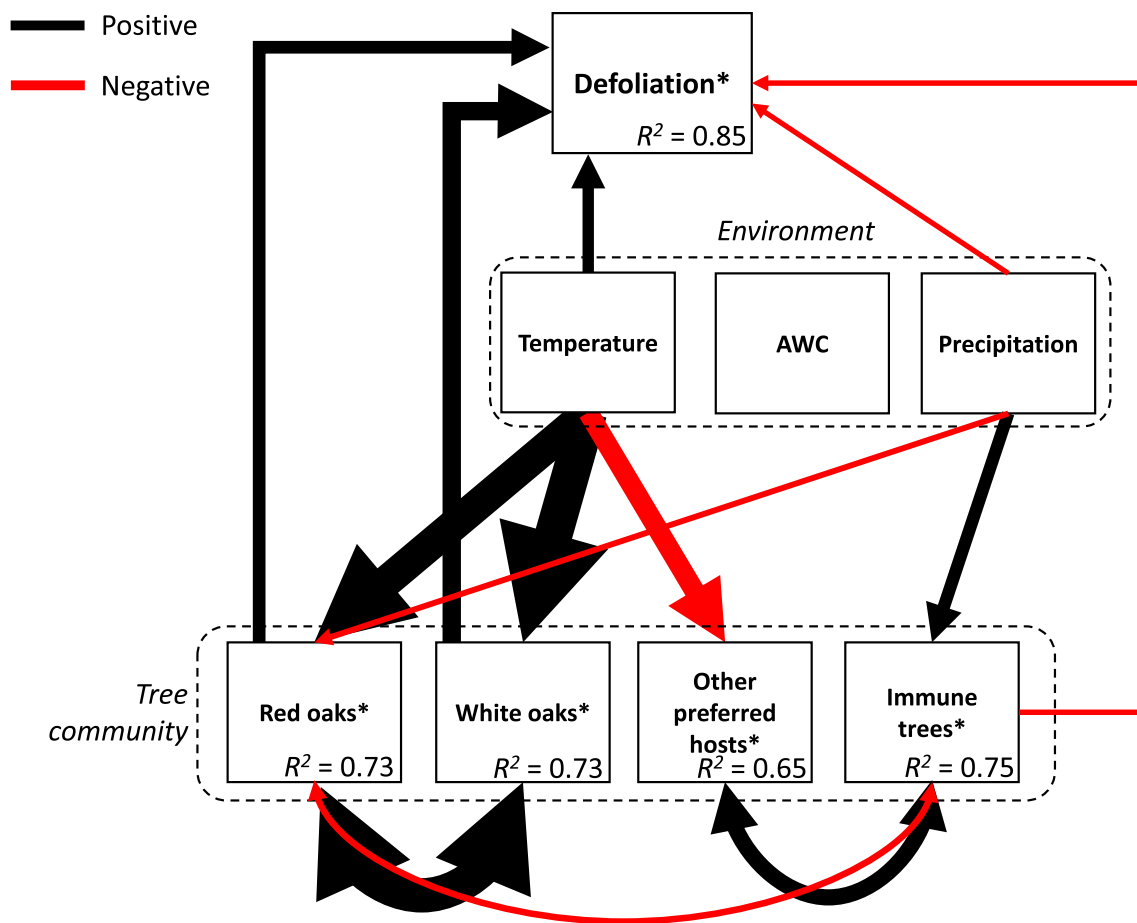 Positive
Negative
Defoliation*
R² = 0.85
Environment
Temperature
AWC
Precipitation
Tree
community
Red oaks*
R² = 0.73
White oaks*
R² = 0.73
Other
preferred
hosts*
R² = 0.65
Immune
trees*
R² = 0.75